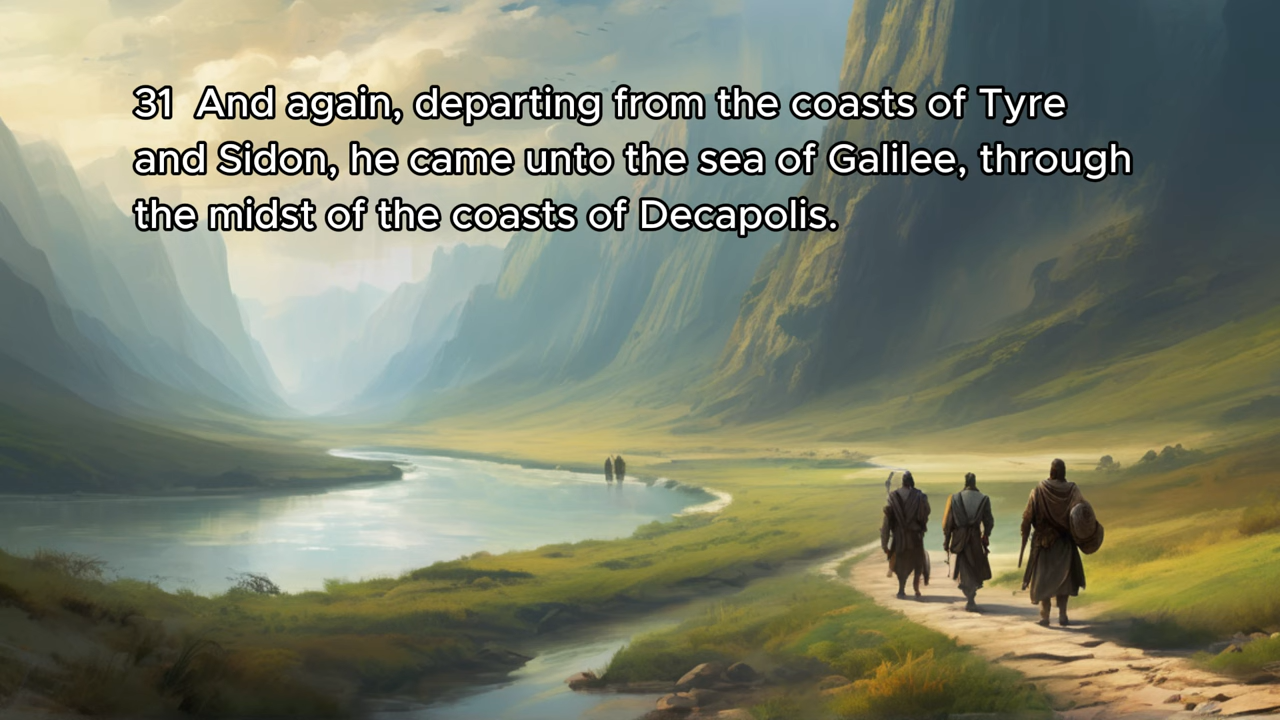 31  And again, departing from the coasts of Tyre
and Sidon, he came unto the sea of Galilee, through
the midst of the coasts of Decapolis.